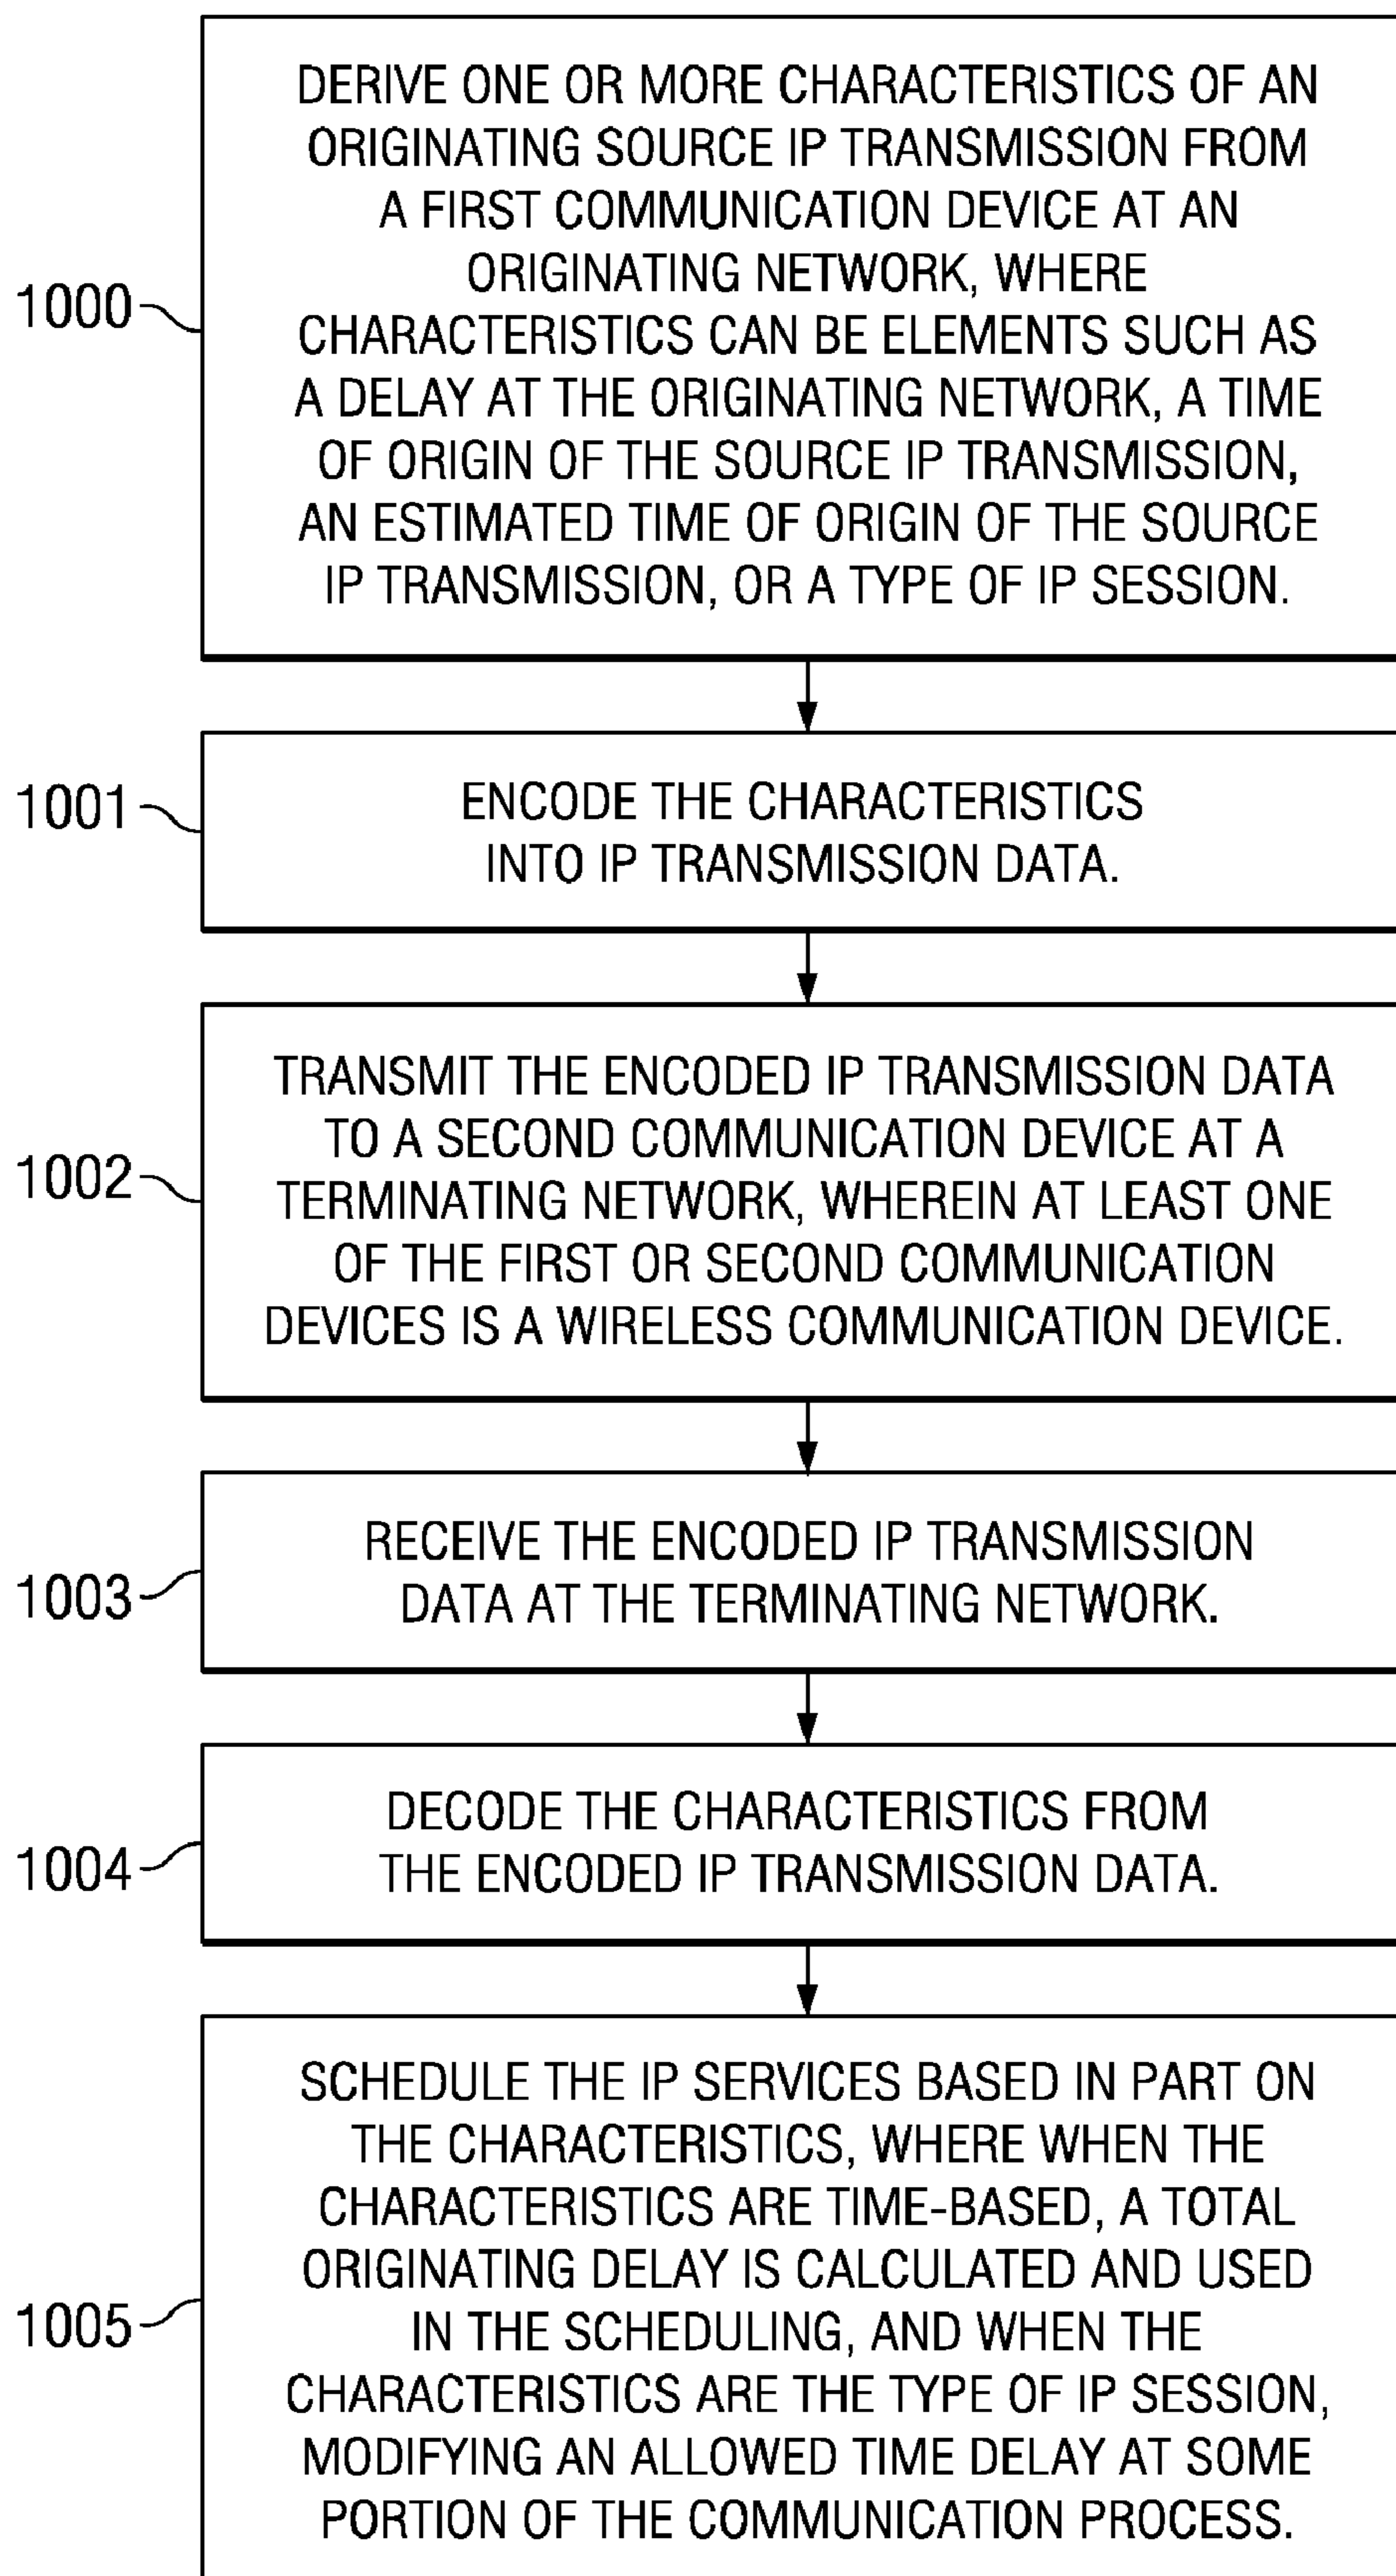 DERIVE ONE OR MORE CHARACTERISTICS OF AN
ORIGINATING SOURCE IP TRANSMISSION FROM
A FIRST COMMUNICATION DEVICE AT AN
ORIGINATING NETWORK, WHERE
1000
CHARACTERISTICS CAN BE ELEMENTS SUCH AS
A DELAY AT THE ORIGINATING NETWORK, A TIME
OF ORIGIN OF THE SOURCE IP TRANSMISSION,
AN ESTIMATED TIME OF ORIGIN OF THE SOURCE
IP TRANSMISSION, OR A TYPE OF IP SESSION.
1001
ENCODE THE CHARACTERISTICS
INTO IP TRANSMISSION DATA.
TRANSMIT THE ENCODED IP TRANSMISSION DATA
TO A SECOND COMMUNICATION DEVICE AT A
1002
TERMINATING NETWORK, WHEREIN AT LEAST ONE
OF THE FIRST OR SECOND COMMUNICATION
DEVICES IS A WIRELESS COMMUNICATION DEVICE.
RECEIVE THE ENCODED IP TRANSMISSION
1003
DATA AT THE TERMINATING NETWORK.
DECODE THE CHARACTERISTICS FROM
1004
THE ENCODED IP TRANSMISSION DATA.
SCHEDULE THE IP SERVICES BASED IN PART ON
THE CHARACTERISTICS, WHERE WHEN THE
CHARACTERISTICS ARE TIME-BASED, A TOTAL
ORIGINATING DELAY IS CALCULATED AND USED
1005
IN THE SCHEDULING, AND WHEN THE
CHARACTERISTICS ARE THE TYPE OF IP SESSION,
MODIFYING AN ALLOWED TIME DELAY AT SOME
PORTION OF THE COMMUNICATION PROCESS.